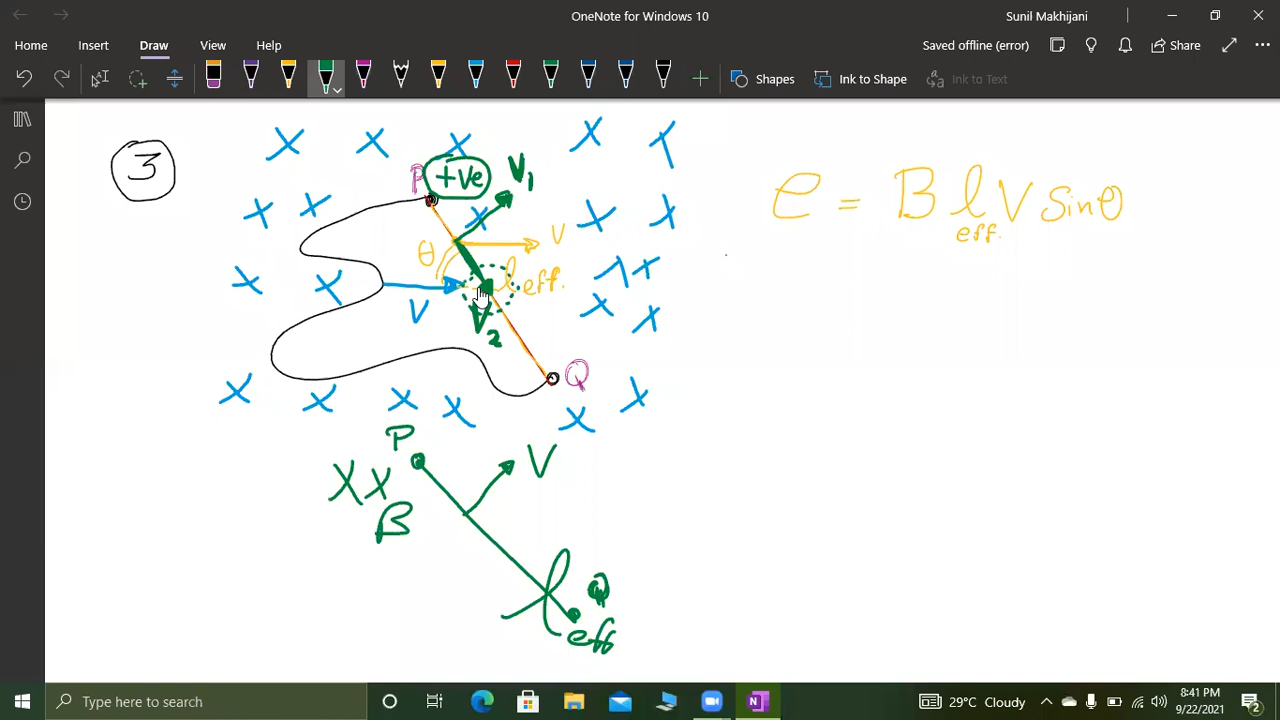 OneNote for Windows 10
Sunil Makhijani
Home Insert Draw View Help
Saved offline (error)
Share
Shapes
Ink to Shape
Ink to Text
3
X X X X X
P +ve V1
X X X X X
e = B l eff. V sin θ
θ V
X X l eff. X X
V
V2
X X
Q
X X X X X X
P
V
X X
B
l eff
Q
Type here to search
29°C Cloudy
8:41 PM
9/22/2021
2